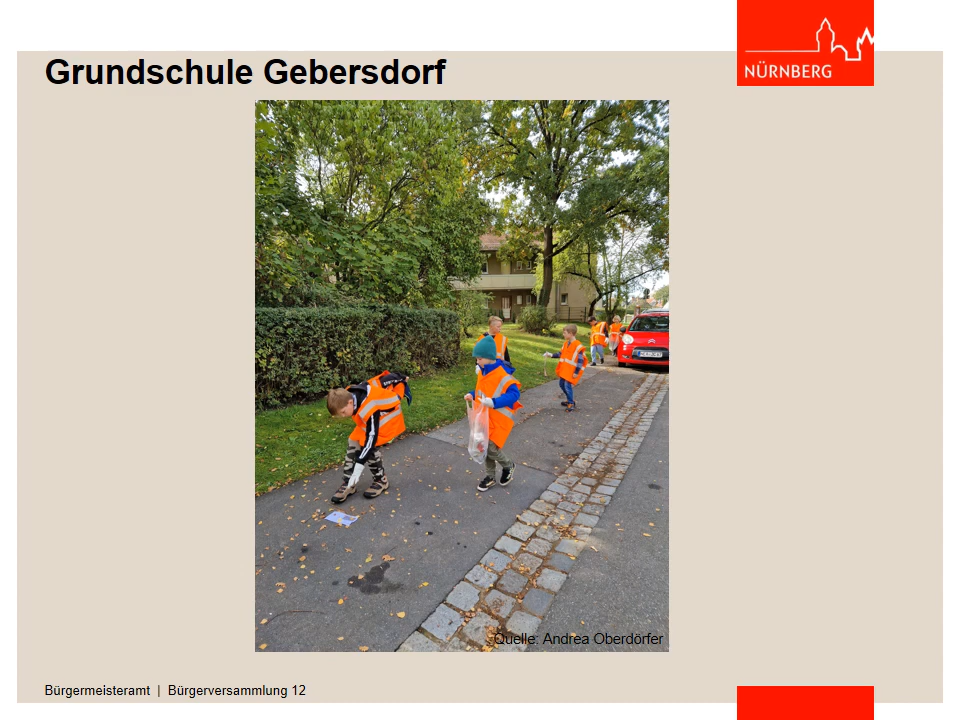 NÜRNBERG
Grundschule Gebersdorf
Quelle: Andrea Oberdörfer
Bürgermeisteramt | Bürgerversammlung 12